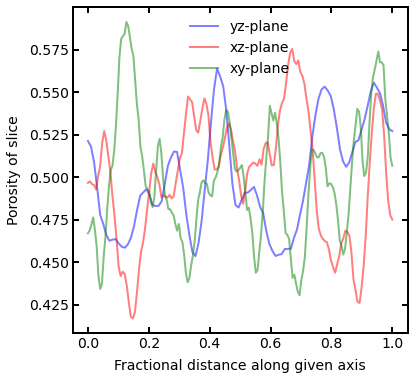 yz-plane
xz-plane
xy-plane
0.575
0.550
0.525
0.500
0.475
0.450
0.425
Porosity of slice
0.0 0.2 0.4 0.6 0.8 1.0
Fractional distance along given axis